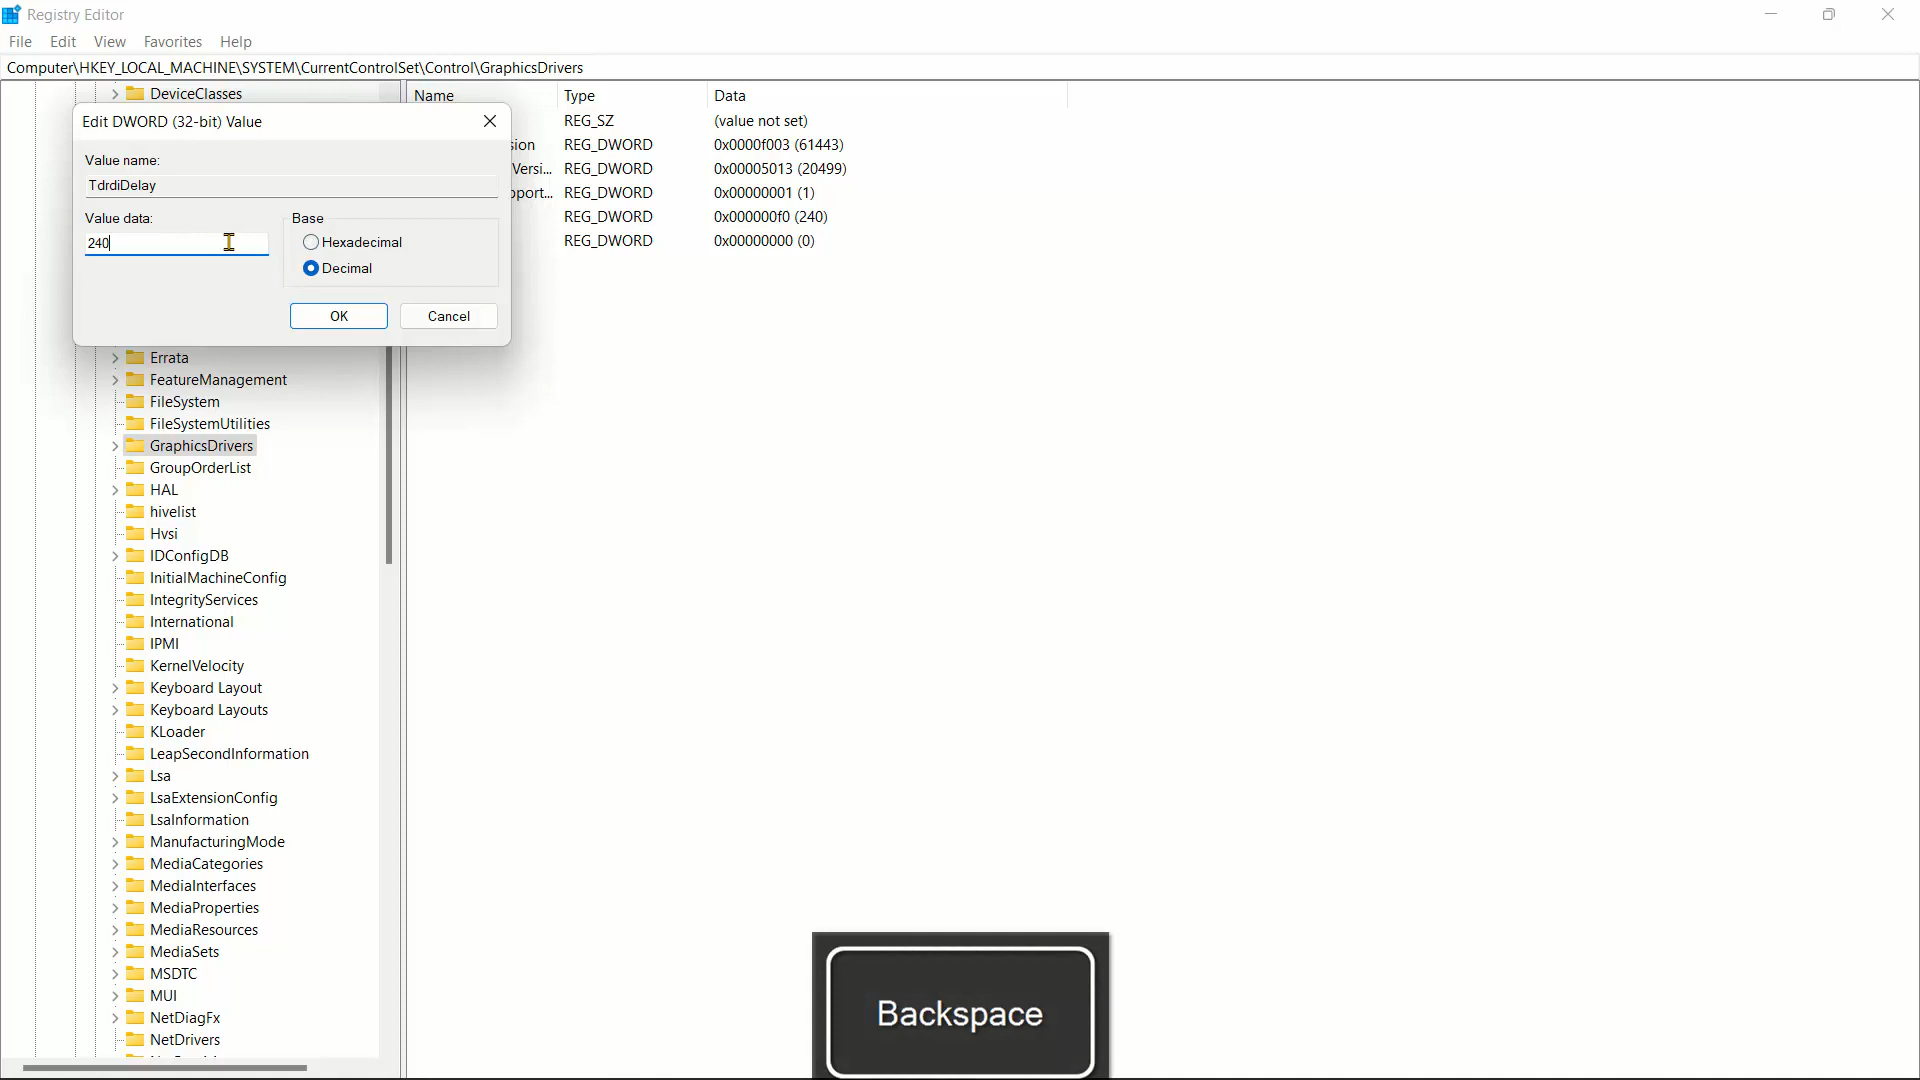 Registry Editor
File Edit View Favorites Help
Computer\HKEY_LOCAL_MACHINE\SYSTEM\CurrentControlSet\Control\GraphicsDrivers
DeviceClasses
Name Type Data
Edit DWORD (32-bit) Value
REG_SZ (value not set)
sion REG_DWORD 0x0000f003 (61443)
Versi... REG_DWORD 0x00005013 (20499)
pport... REG_DWORD 0x00000001 (1)
REG_DWORD 0x000000f0 (240)
REG_DWORD 0x00000000 (0)
Value name:
TdrdiDelay
Value data:
240
Base
Hexadecimal
Decimal
OK Cancel
Errata
FeatureManagement
FileSystem
FileSystemUtilities
GraphicsDrivers
GroupOrderList
HAL
hivelist
Hvsi
IDConfigDB
InitialMachineConfig
IntegrityServices
International
IPMI
KernelVelocity
Keyboard Layout
Keyboard Layouts
KLoader
LeapSecondInformation
Lsa
LsaExtensionConfig
LsaInformation
ManufacturingMode
MediaCategories
MediaInterfaces
MediaProperties
MediaResources
MediaSets
MSDTC
MUI
NetDiagFx
NetDrivers
Backspace